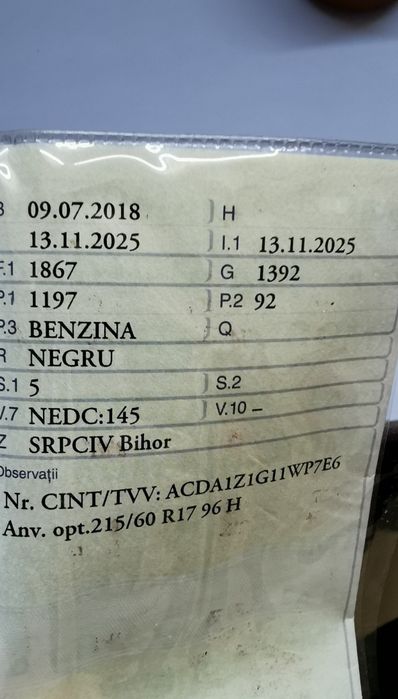 B 09.07.2018 H
13.11.2025 I.1 13.11.2025
F.1 1867 G 1392
P.1 1197 P.2 92
P.3 BENZINA Q
R NEGRU
S.1 5 S.2
V.7 NEDC:145 V.10 –
Z SRPCIV Bihor
Observații
Nr. CINT/TVV: ACDA1Z1G11WP7E6
Anv. opt.215/60 R17 96 H